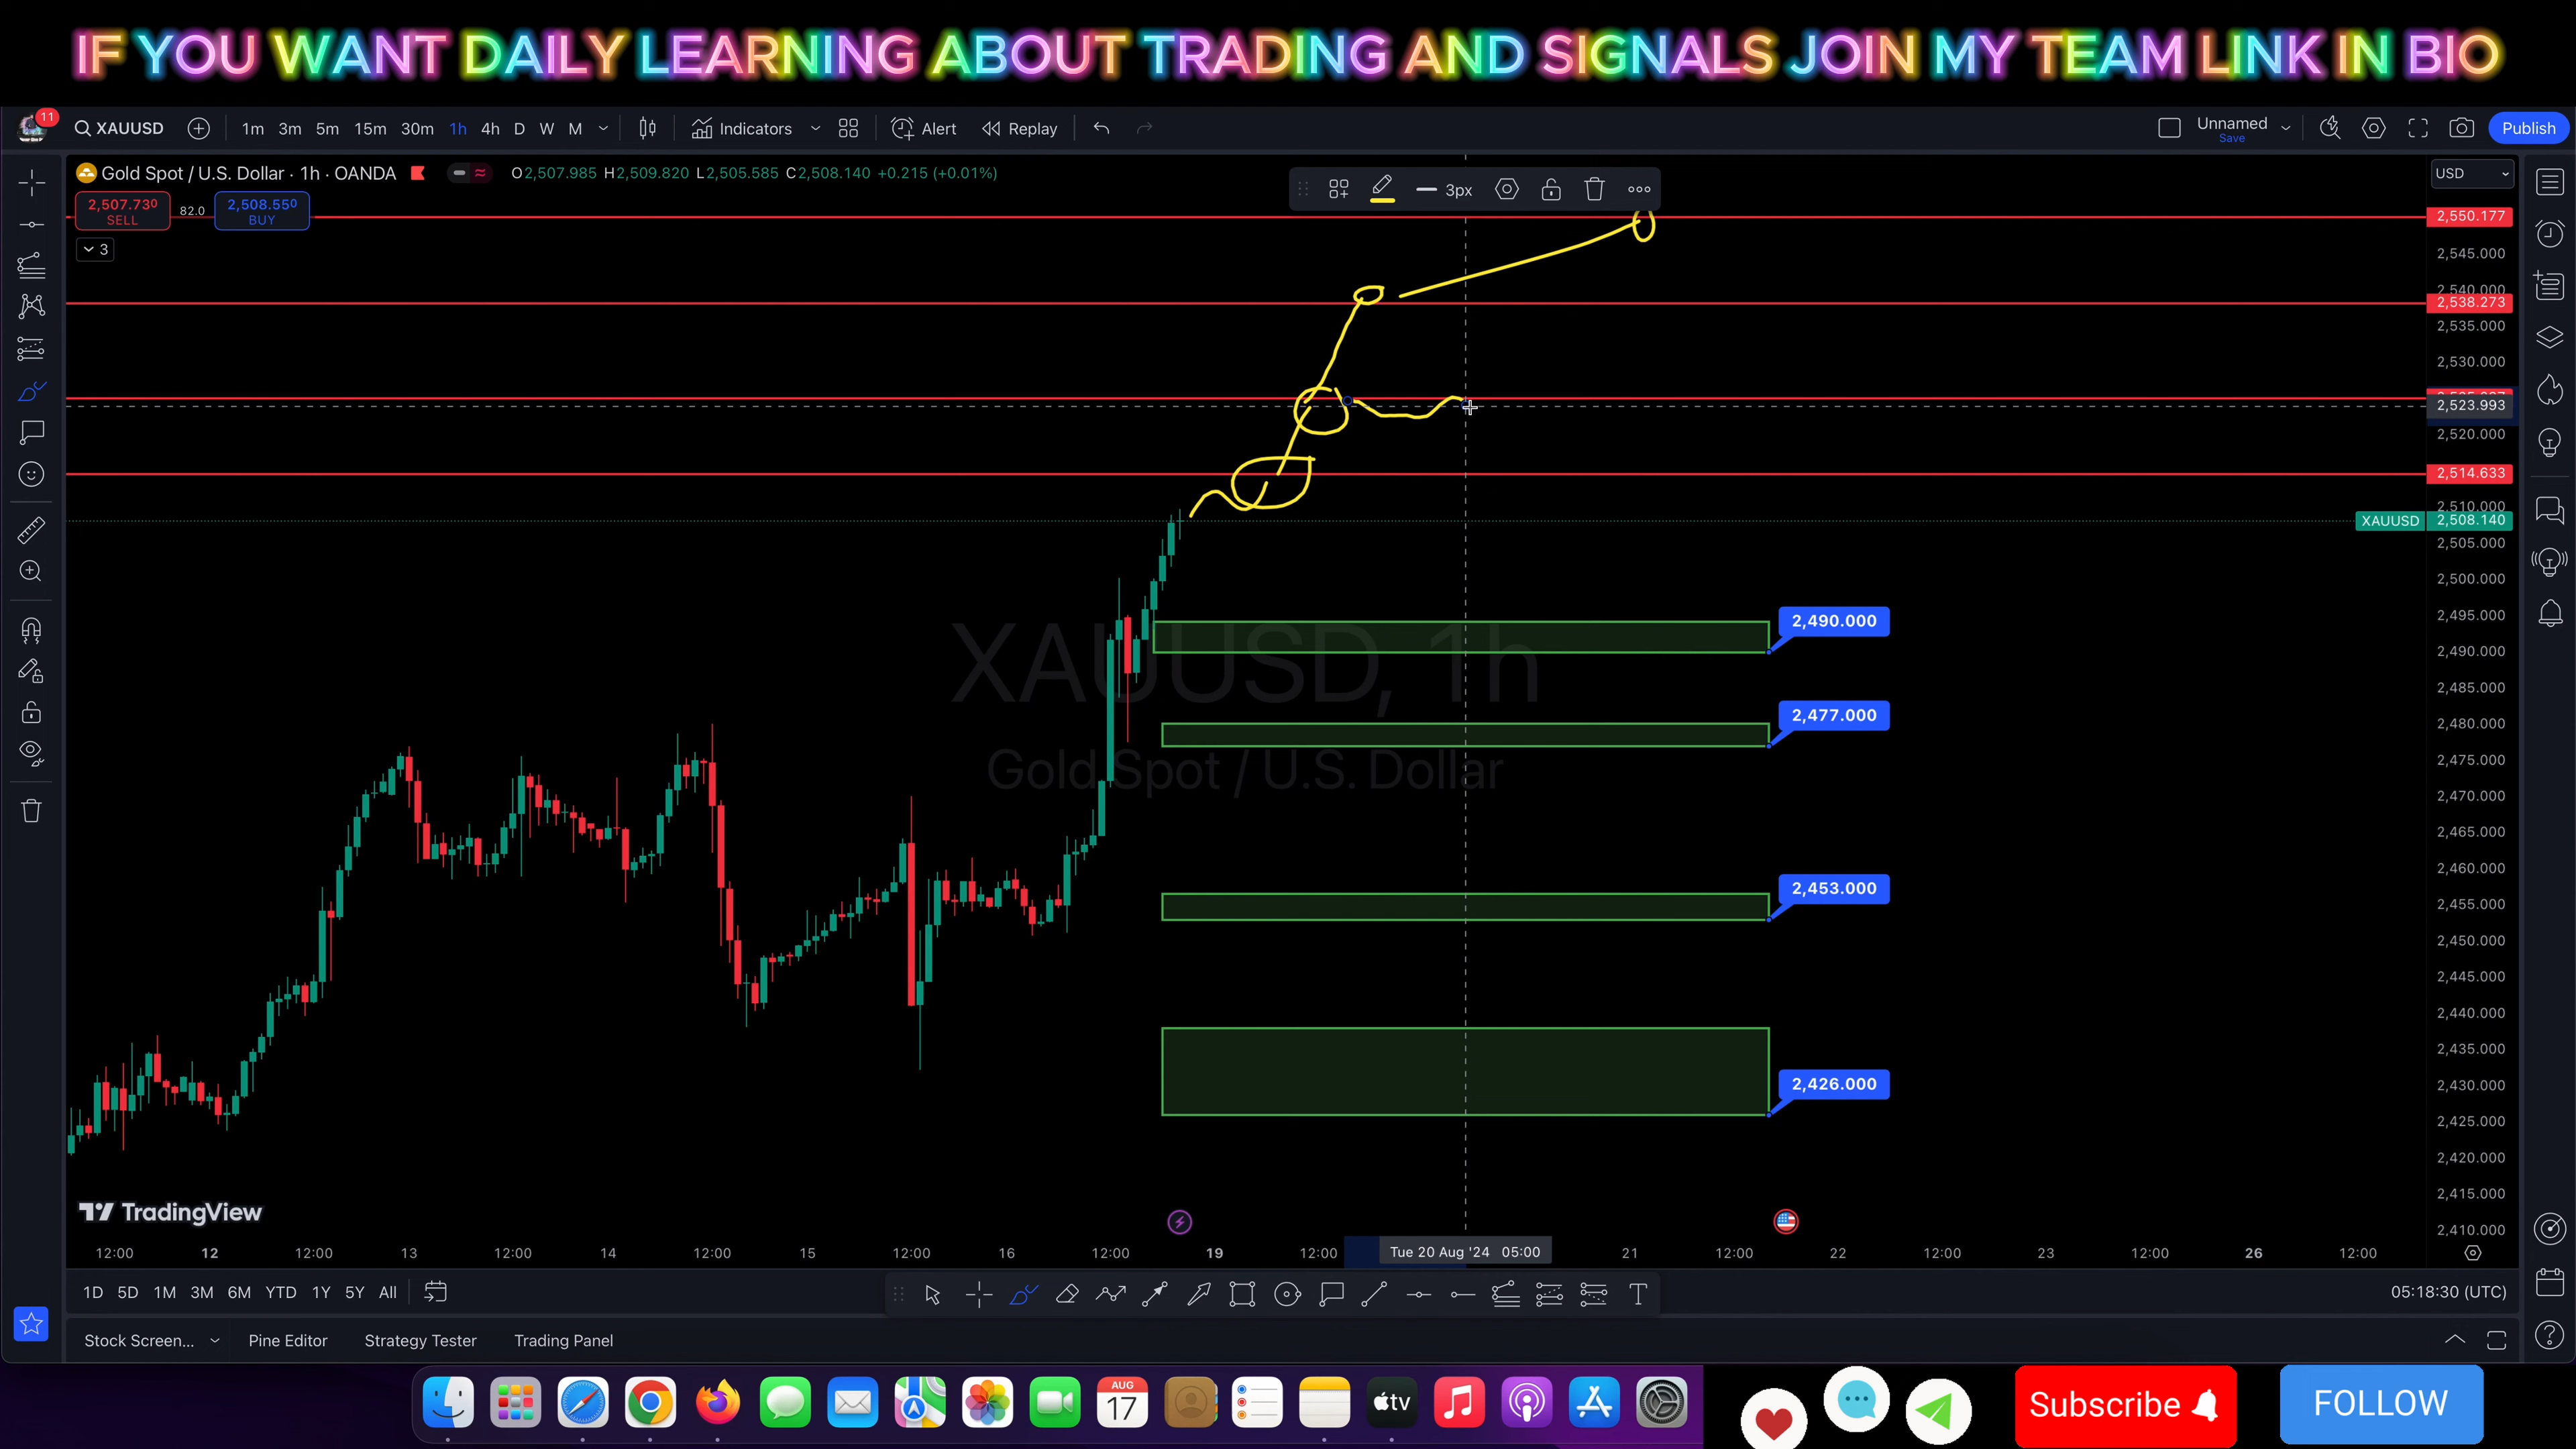 IF YOU WANT DAILY LEARNING ABOUT TRADING AND SIGNALS JOIN MY TEAM LINK IN BIO
11
XAUUSD 1m 3m 5m 15m 30m 1h 4h D W M Indicators Alert Replay Unnamed Save Publish
Gold Spot / U.S. Dollar · 1h · OANDA O2,507.985 H2,509.820 L2,505.585 C2,508.140 +0.215 (+0.01%)
USD
3px
2,507.730 SELL 82.0 2,508.550 BUY
3
2,550.177
2,545.000
2,540.000
2,538.273
2,535.000
2,530.000
2,523.993
2,520.000
2,514.633
2,510.000
XAUUSD 2,508.140
2,505.000
2,500.000
2,495.000
2,490.000
2,490.000
2,485.000
2,480.000
2,477.000
2,475.000
2,470.000
2,465.000
2,460.000
2,455.000
2,453.000
2,450.000
2,445.000
2,440.000
2,435.000
2,430.000
2,426.000
2,425.000
2,420.000
2,415.000
2,410.000
XAUUSD, 1h
Gold Spot / U.S. Dollar
TradingView
12:00 12 12:00 13 12:00 14 12:00 15 12:00 16 12:00 19 12:00 Tue 20 Aug '24 05:00 21 12:00 22 12:00 23 12:00 26 12:00
1D 5D 1M 3M 6M YTD 1Y 5Y All T 05:18:30 (UTC)
Stock Screen... Pine Editor Strategy Tester Trading Panel
AUG
17
tv
Subscribe
FOLLOW